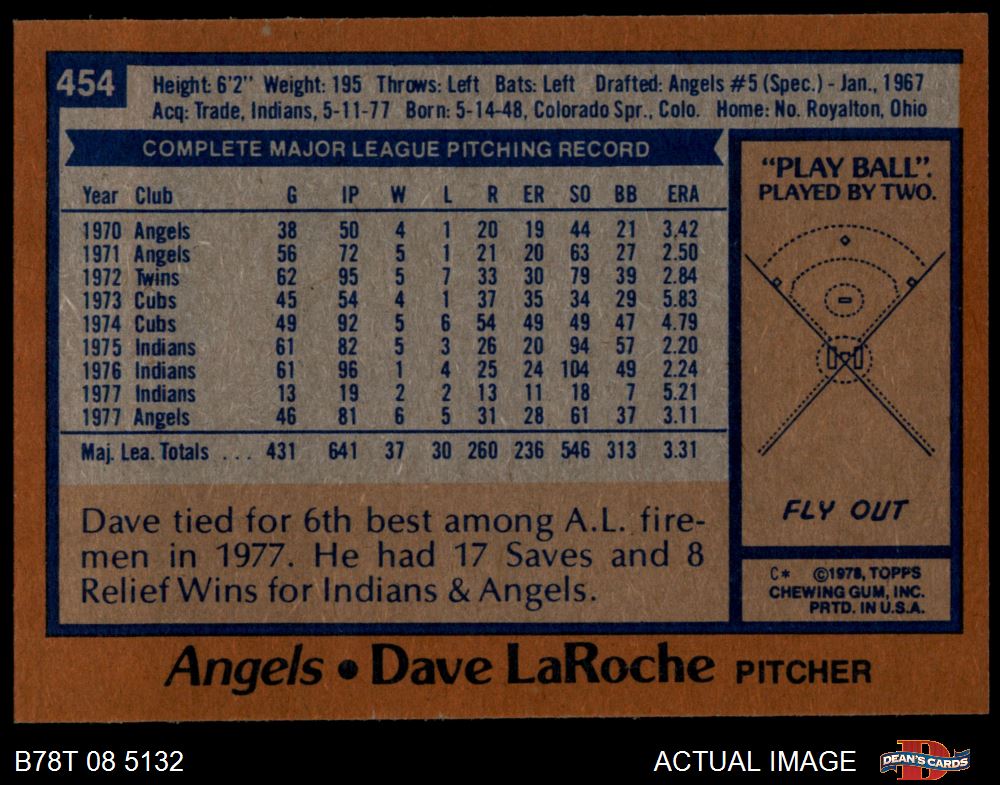 454
Height: 6'2" Weight: 195 Throws: Left Bats: Left Drafted: Angels #5 (Spec.) - Jan., 1967
Acq: Trade, Indians, 5-11-77 Born: 5-14-48, Colorado Spr., Colo. Home: No. Royalton, Ohio
COMPLETE MAJOR LEAGUE PITCHING RECORD
Year Club G IP W L R ER SO BB ERA
1970 Angels 38 50 4 1 20 19 44 21 3.42
1971 Angels 56 72 5 1 21 20 63 27 2.50
1972 Twins 62 95 5 7 33 30 79 39 2.84
1973 Cubs 45 54 4 1 37 35 34 29 5.83
1974 Cubs 49 92 5 6 54 49 49 47 4.79
1975 Indians 61 82 5 3 26 20 94 57 2.20
1976 Indians 61 96 1 4 25 24 104 49 2.24
1977 Indians 13 19 2 2 13 11 18 7 5.21
1977 Angels 46 81 6 5 31 28 61 37 3.11
Maj. Lea. Totals ... 431 641 37 30 260 236 546 313 3.31
Dave tied for 6th best among A.L. fire-
men in 1977. He had 17 Saves and 8
Relief Wins for Indians & Angels.
"PLAY BALL".
PLAYED BY TWO.
FLY OUT
C* ©1978, TOPPS
CHEWING GUM, INC.
PRTD. IN U.S.A.
Angels • Dave LaRoche PITCHER
B78T 08 5132
ACTUAL IMAGE
D
DEAN'S CARDS